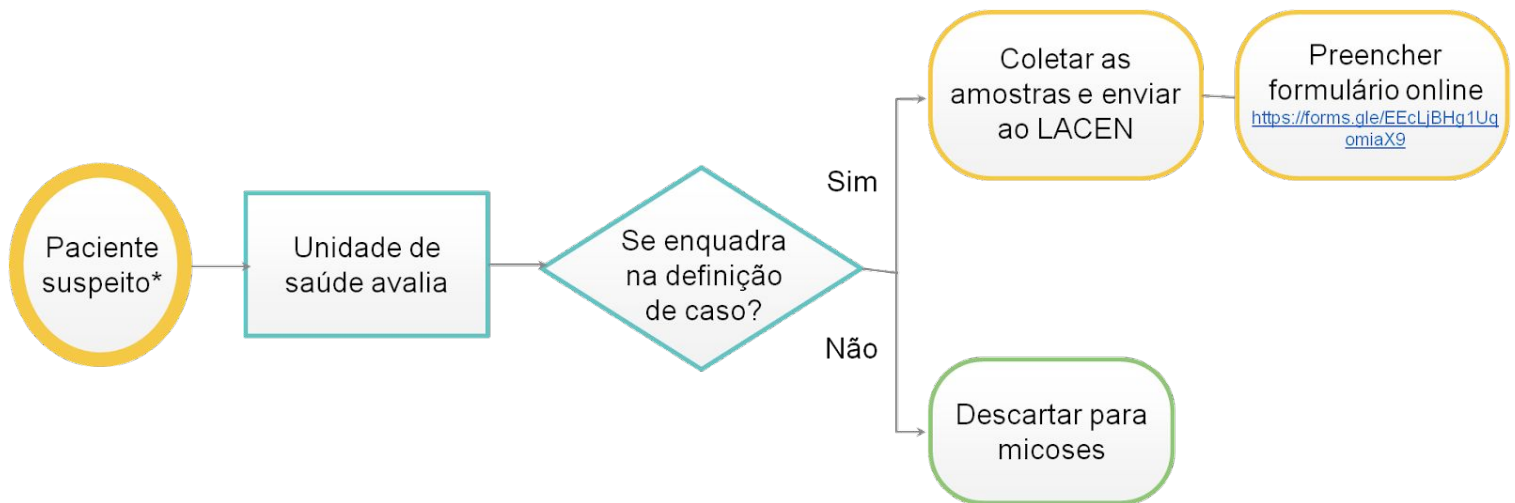 Paciente
suspeito*
Unidade de
saúde avalia
Se enquadra
na definição
de caso?
Sim
Coletar as
amostras e enviar
ao LACEN
Preencher
formulário online
https://forms.gle/EEcLjBHg1Uq
omiaX9
Não
Descartar para
micoses